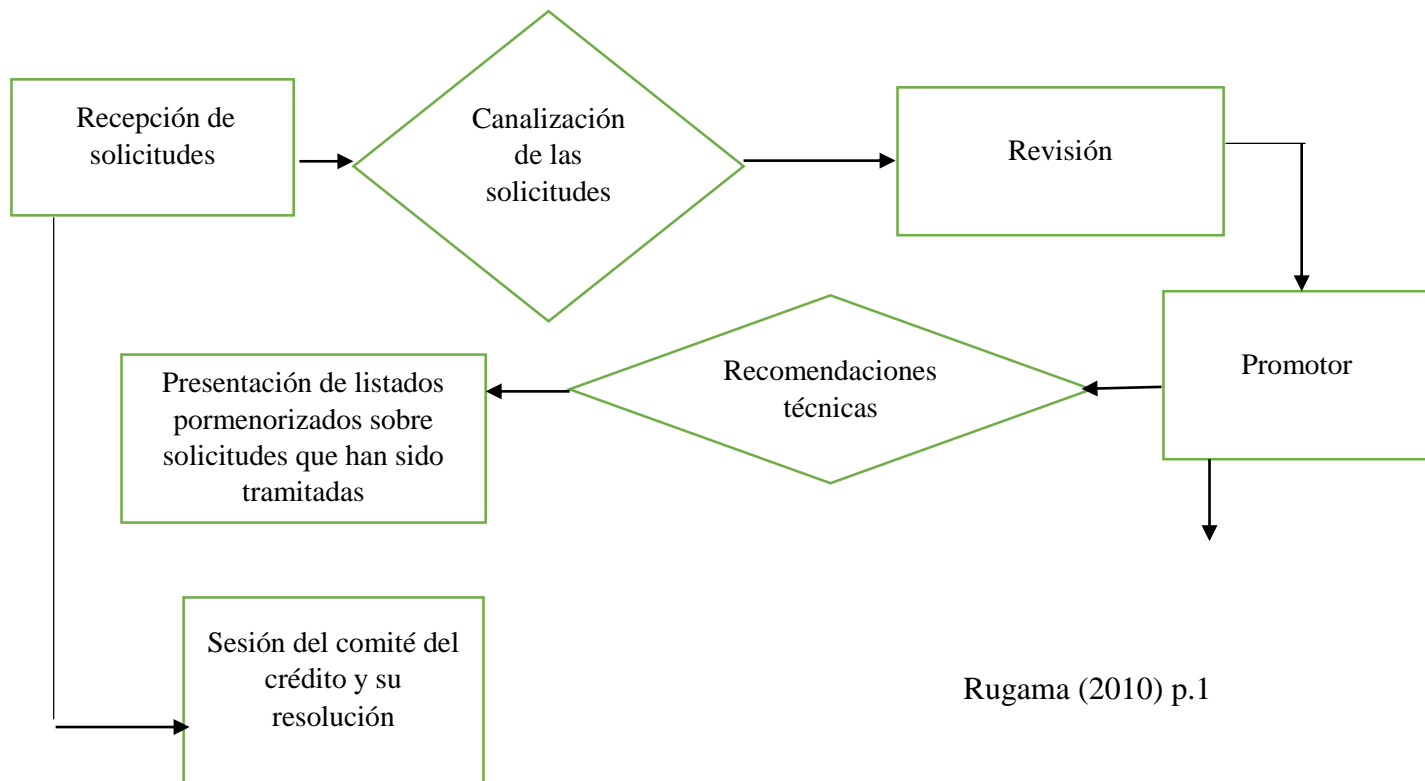 Recepción de
solicitudes
Canalización
de las
solicitudes
Revisión
Promotor
Recomendaciones
técnicas
Presentación de listados
pormenorizados sobre
solicitudes que han sido
tramitadas
Sesión del comité del
crédito y su
resolución
Rugama (2010) p.1